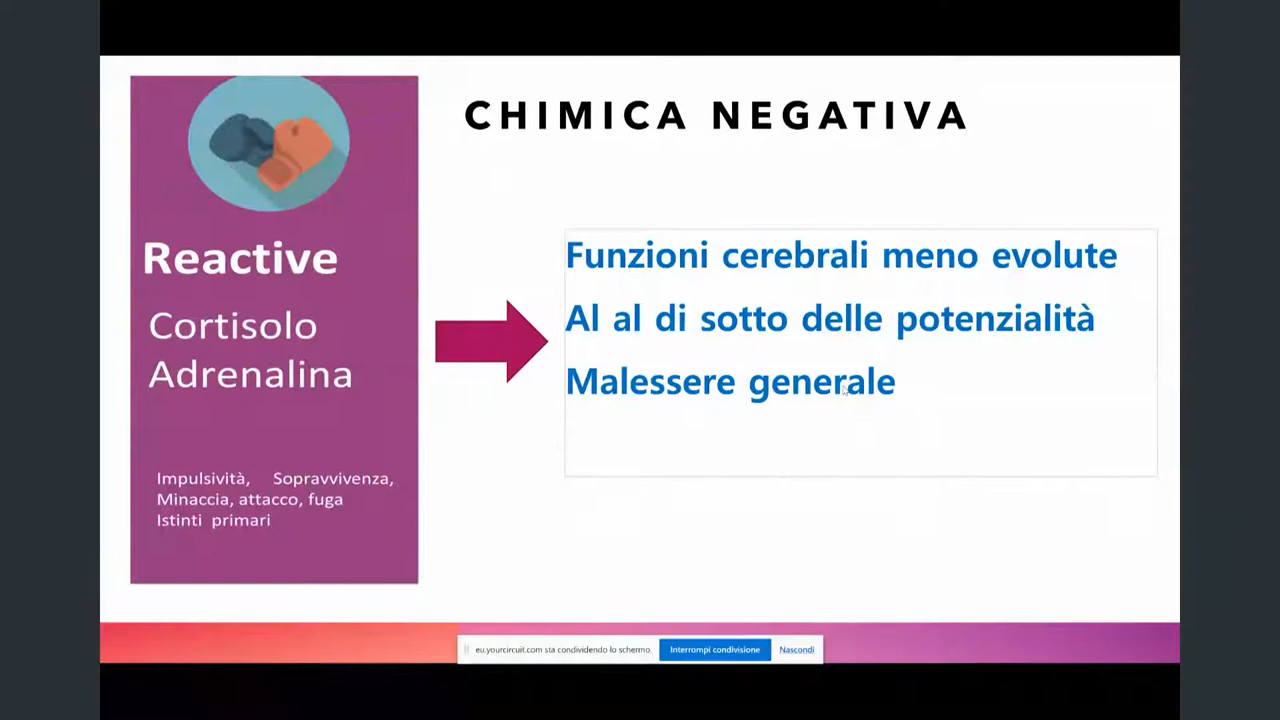 CHIMICA NEGATIVA
Reactive
Cortisolo
Adrenalina
Impulsività, Sopravvivenza,
Minaccia, attacco, fuga
Istinti primari
Funzioni cerebrali meno evolute
Al al di sotto delle potenzialità
Malessere generale
eu.yourcircuit.com sta condividendo lo schermo.
Interrompi condivisione
Nascondi